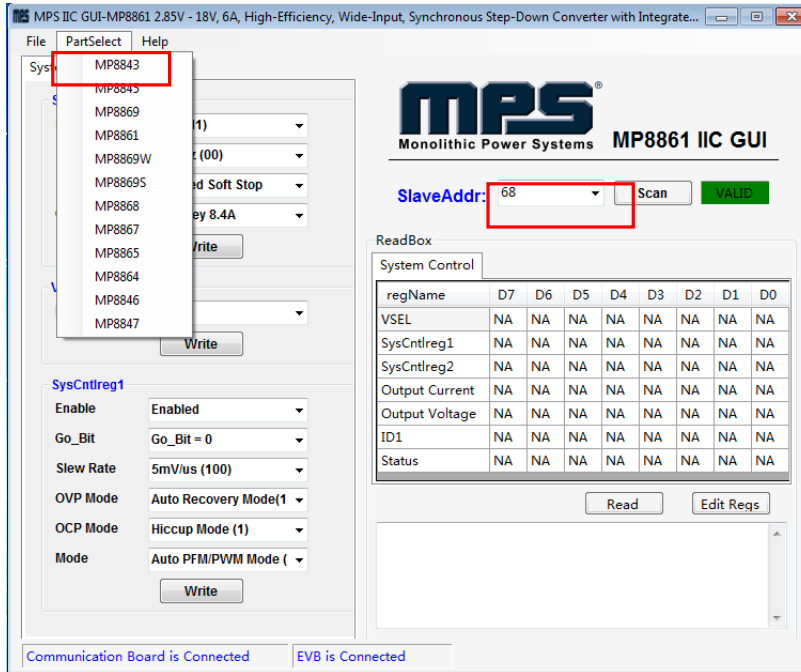 MPS IIC GUI-MP8861 2.85V - 18V, 6A, High-Efficiency, Wide-Input, Synchronous Step-Down Converter with Integrate...
File PartSelect Help
Syst
MP8843
MP8845
MP8869
MP8861
MP8869W
MP8869S
MP8868
MP8867
MP8865
MP8864
MP8846
MP8847
S
1)
(00)
ed Soft Stop
ey 8.4A
Write
V
Write
SysCntlreg1
Enable Enabled
Go_Bit Go_Bit = 0
Slew Rate 5mV/us (100)
OVP Mode Auto Recovery Mode(1
OCP Mode Hiccup Mode (1)
Mode Auto PFM/PWM Mode (
Write
mps®
Monolithic Power Systems MP8861 IIC GUI
SlaveAddr: 68 Scan VALID
ReadBox
System Control
regName D7 D6 D5 D4 D3 D2 D1 D0
VSEL NA NA NA NA NA NA NA NA
SysCntlreg1 NA NA NA NA NA NA NA NA
SysCntlreg2 NA NA NA NA NA NA NA NA
Output Current NA NA NA NA NA NA NA NA
Output Voltage NA NA NA NA NA NA NA NA
ID1 NA NA NA NA NA NA NA NA
Status NA NA NA NA NA NA NA NA
Read Edit Regs
Communication Board is Connected EVB is Connected